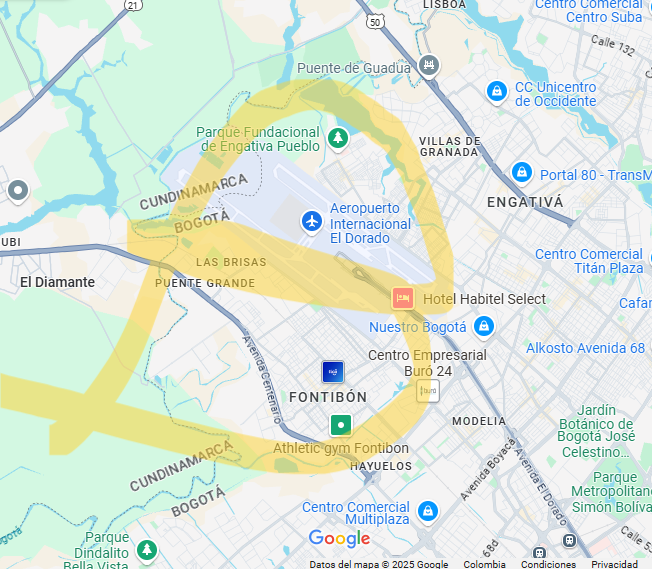 LISBOA
21
50
Centro Comercial
Centro Suba
Calle 132
Puente de Guadua
CC Unicentro
de Occidente
Parque Fundacional
de Engativa Pueblo
VILLAS DE
GRANADA
Portal 80 - TransM
CUNDINAMARCA
BOGOTÁ
ENGATIVÁ
Aeropuerto
Internacional
El Dorado
UBI
LAS BRISAS
Centro Comercial
Titán Plaza
El Diamante
PUENTE GRANDE
Hotel Habitel Select
Cafam
Nuestro Bogotá
Avenida Centenario
Centro Empresarial
Buró 24
Alkosto Avenida 68
tigo
FONTIBÓN
buró
MODELIA
Jardín
Botánico de
Bogotá José
Celestino...
Athletic gym Fontibon
HAYUELOS
CUNDINAMARCA
BOGOTÁ
Avenida Boyacá
Avenida El Dorado
Parque
Metropolitano
Simón Bolíva
Centro Comercial
Multiplaza
Parque
Dindalito
Bella Vista
Google
68d
Calle 53
Datos del mapa © 2025 Google Colombia Condiciones Privacidad